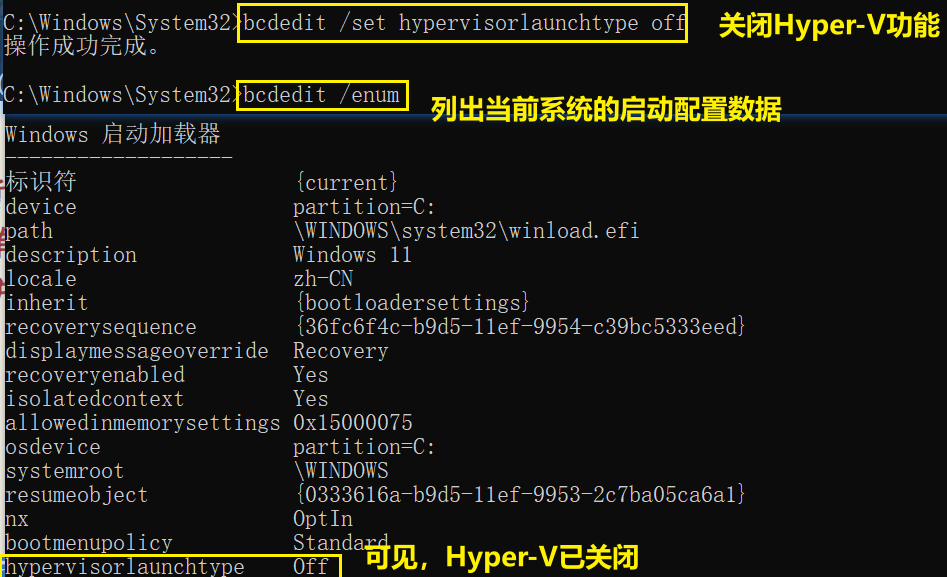 C:\Windows\System32>bcdedit /set hypervisorlaunchtype off 关闭Hyper-V功能
操作成功完成。
C:\Windows\System32>bcdedit /enum 列出当前系统的启动配置数据
Windows 启动加载器
-------------------
标识符 {current}
device partition=C:
path \WINDOWS\system32\winload.efi
description Windows 11
locale zh-CN
inherit {bootloadersettings}
recoverysequence {36fc6f4c-b9d5-11ef-9954-c39bc5333eed}
displaymessageoverride Recovery
recoveryenabled Yes
isolatedcontext Yes
allowedinmemorysettings 0x15000075
osdevice partition=C:
systemroot \WINDOWS
resumeobject {0333616a-b9d5-11ef-9953-2c7ba05ca6a1}
nx OptIn
bootmenupolicy Standard
hypervisorlaunchtype Off 可见，Hyper-V已关闭